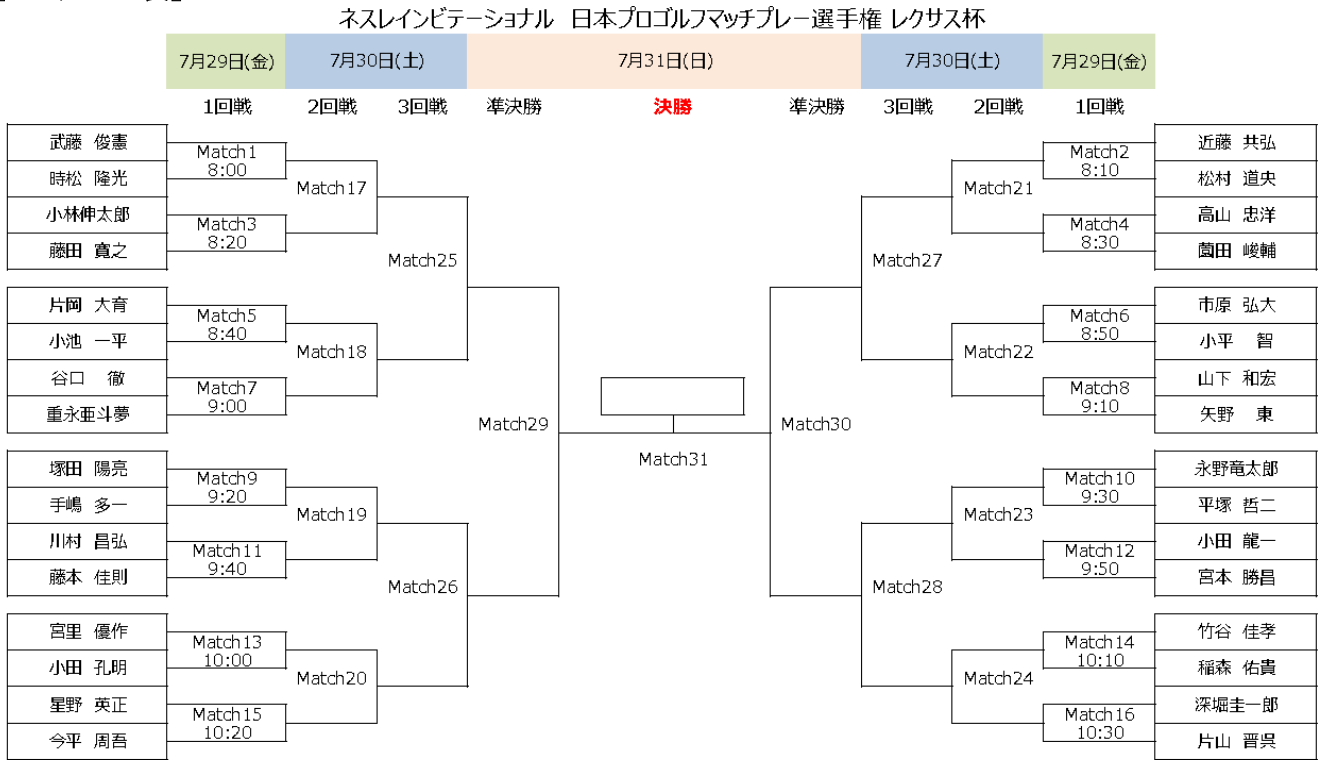 ネスレインビテーショナル 日本プロゴルフマッチプレー選手権 レクサス杯
7月29日(金) 7月30日(土) 7月31日(日) 7月30日(土) 7月29日(金)
1回戦 2回戦 3回戦 準決勝 決勝 準決勝 3回戦 2回戦 1回戦
武藤 俊憲
時松 隆光
小林伸太郎
藤田 寛之
片岡 大育
小池 一平
谷口 徹
重永亜斗夢
塚田 陽亮
手嶋 多一
川村 昌弘
藤本 佳則
宮里 優作
小田 孔明
星野 英正
今平 周吾
Match1
8:00
Match3
8:20
Match5
8:40
Match7
9:00
Match9
9:20
Match11
9:40
Match13
10:00
Match15
10:20
Match17
Match18
Match19
Match20
Match25
Match26
Match29
Match31
Match30
Match27
Match28
Match21
Match22
Match23
Match24
Match2
8:10
Match4
8:30
Match6
8:50
Match8
9:10
Match10
9:30
Match12
9:50
Match14
10:10
Match16
10:30
近藤 共弘
松村 道央
高山 忠洋
薗田 峻輔
市原 弘大
小平 智
山下 和宏
矢野 東
永野竜太郎
平塚 哲二
小田 龍一
宮本 勝昌
竹谷 佳孝
稲森 佑貴
深堀圭一郎
片山 晋呉